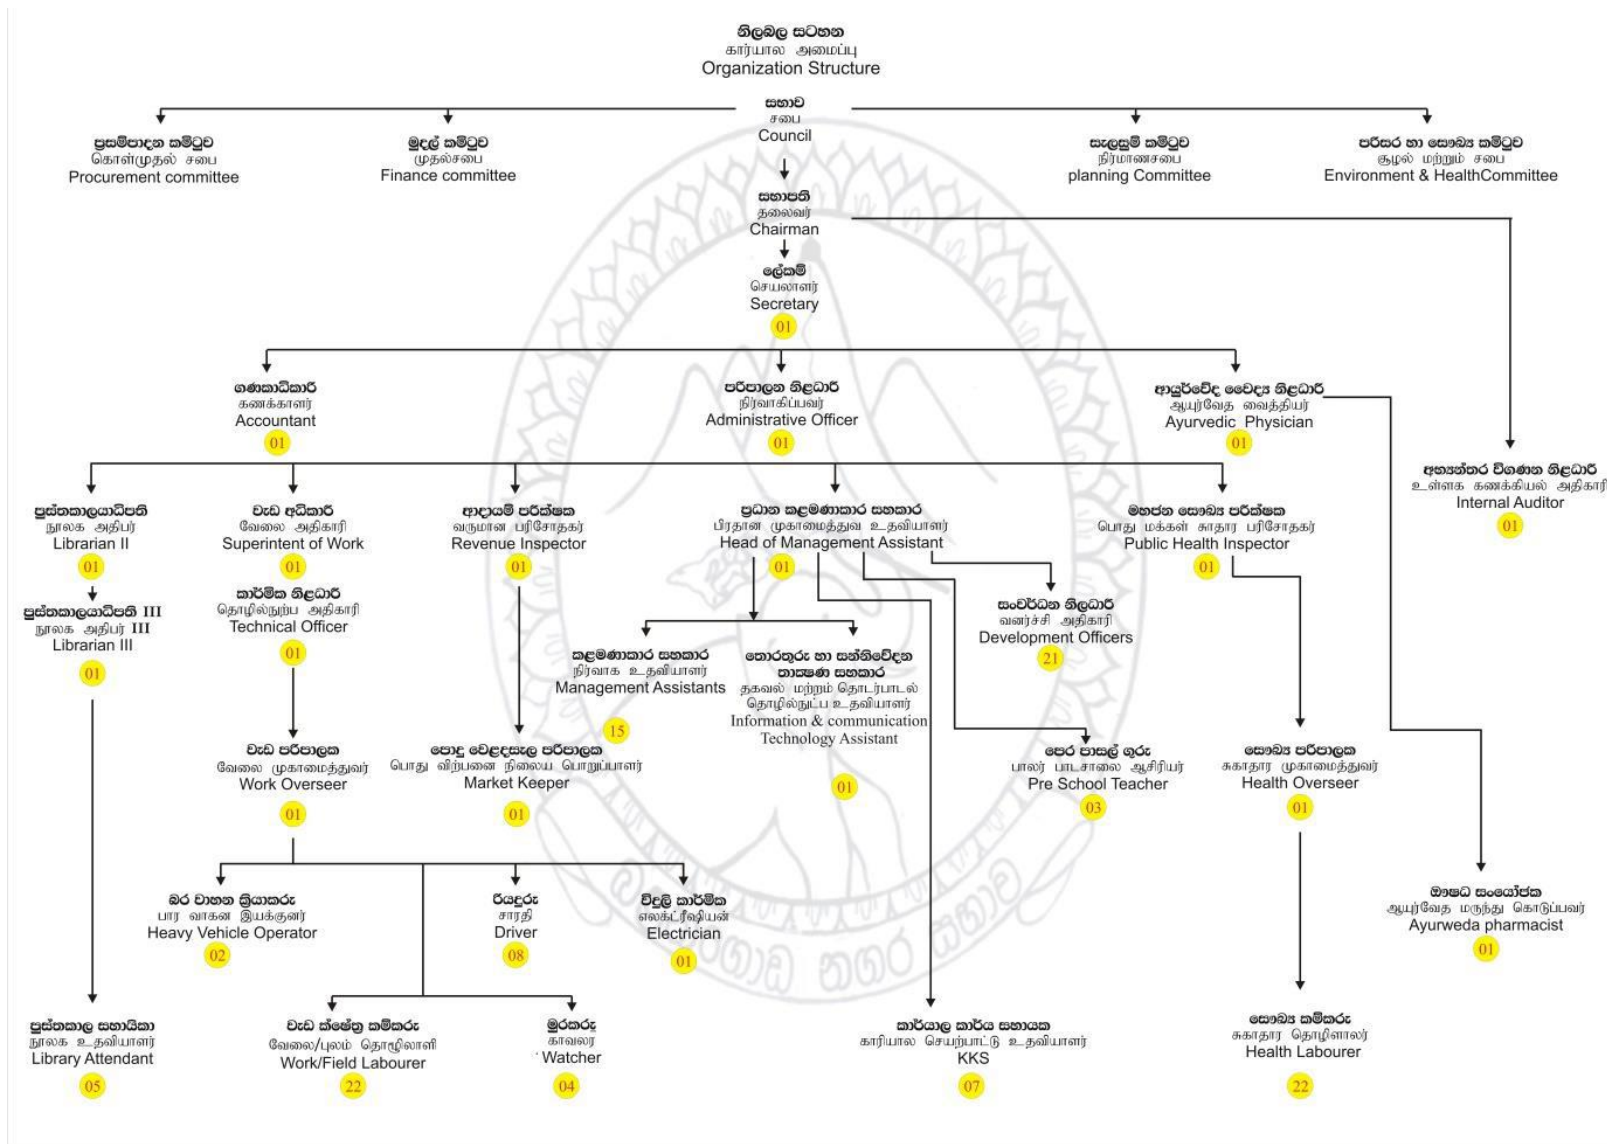 නිලබල සටහන
கார்யால அமைப்பு
Organization Structure
සභාව
சபை
Council
ප්‍රසම්පාදන කමිටුව
கொள்முதல் சபை
Procurement committee
මුදල් කමිටුව
முதல்சபை
Finance committee
සැලසුම් කමිටුව
நிர்மாணசபை
planning Committee
පරිසර හා සෞඛ්‍ය කමිටුව
சூழல் மற்றும் சபை
Environment & HealthCommittee
සභාපති
தலைவர்
Chairman
ලේකම්
செயலாளர்
Secretary
01
ගණකාධිකාරී
கணக்காளர்
Accountant
01
පරිපාලන නිළධාරී
நிர்வாகிப்பவர்
Administrative Officer
01
ආයුර්වේද වෛද්‍ය නිළධාරී
ஆயுர்வேத வைத்தியர்
Ayurvedic Physician
01
අභ්‍යන්තර විගණන නිළධාරී
உள்ளக கணக்கியல் அதிகாரி
Internal Auditor
01
පුස්තකාලයාධිපති
நூலக அதிபர்
Librarian II
01
වැඩ අධිකාරී
வேலை அதிகாரி
Superintent of Work
01
ආදායම් පරීක්ෂක
வருமான பரிசோதகர்
Revenue Inspector
01
ප්‍රධාන කළමණාකාර සහකාර
பிரதான முகாமைத்துவ உதவியாளர்
Head of Management Assistant
01
මහජන සෞඛ්‍ය පරීක්ෂක
பொது மக்கள் சுாதார பரிசோதகர்
Public Health Inspector
01
පුස්තකාලයාධිපති III
நூலக அதிபர் III
Librarian III
01
කාර්මික නිළධාරී
தொழில்நுற்ப அதிகாரி
Technical Officer
01
සංවර්ධන නිලධාරී
வளர்ச்சி அதிகாரி
Development Officers
21
කළමණාකාර සහකාර
நிர்வாக உதவியாளர்
Management Assistants
15
තොරතුරු හා සන්නිවේදන
තාක්ෂණ සහකාර
தகவல் மற்றம் தொடர்பாடல்
தொழில்நுட்ப உதவியாளர்
Information & communication
Technology Assistant
01
වැඩ පරිපාලක
வேலை முகாமைத்துவர்
Work Overseer
01
පොදු වෙළදසැල පරිපාලක
பொது விற்பனை நிலைய பொறுப்பாளர்
Market Keeper
01
පෙර පාසල් ගුරු
பாலர் பாடசாலை ஆசிரியர்
Pre School Teacher
03
සෞඛ්‍ය පරිපාලක
சுகாதார முகாமைத்துவர்
Health Overseer
01
බර වාහන ක්‍රියාකරු
பார வாகன இயக்குனர்
Heavy Vehicle Operator
02
රියදුරු
சாரதி
Driver
08
විදුලි කාර්මික
எலக்ட்ரீஷியன்
Electrician
01
ඖෂධ සංයෝජක
ஆயுர்வேத மருந்து கொடுப்பவர்
Ayurweda pharmacist
01
පුස්තකාල සහායිකා
நூலக உதவியாளர்
Library Attendant
05
වැඩ ක්ෂේත්‍ර කම්කරු
வேலை/புலம் தொழிலாளி
Work/Field Labourer
22
මුරකරු
காவலர
Watcher
04
කාර්යාල කාර්ය සහායක
காரியால செயற்பாட்டு உதவியாளர்
KKS
07
සෞඛ්‍ය කම්කරු
சுகாதார தொழிளாலர்
Health Labourer
22